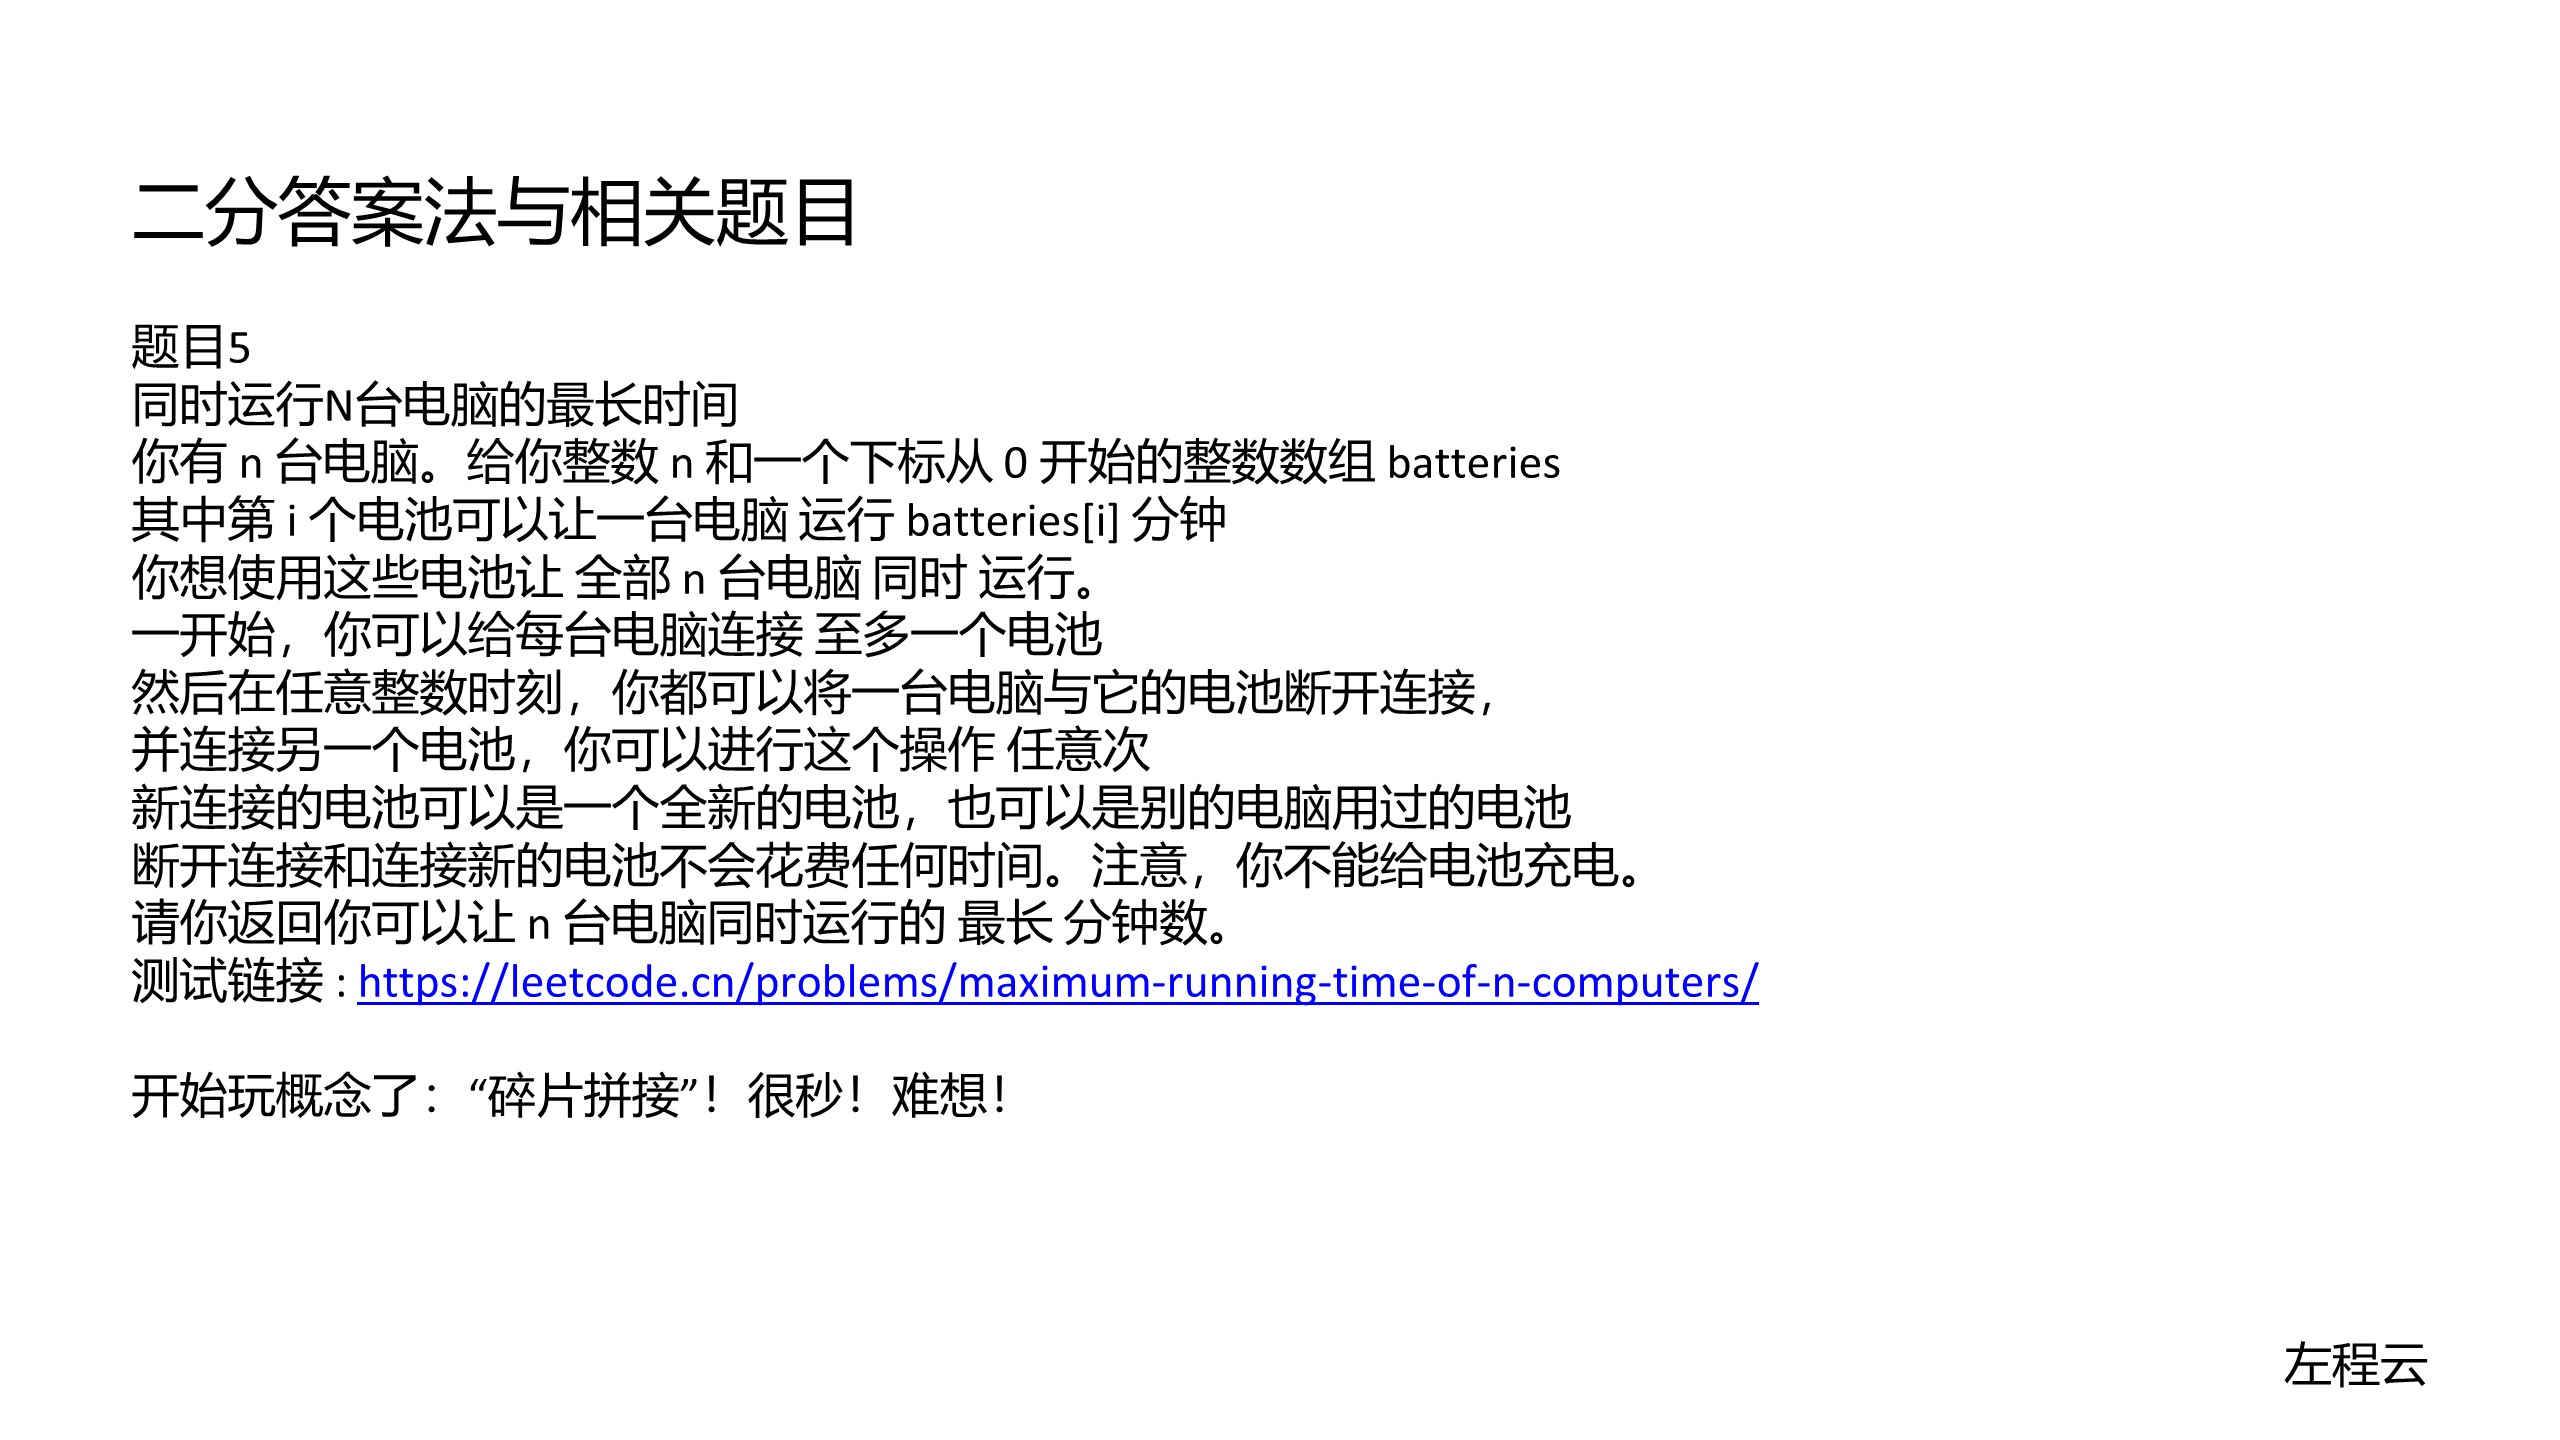 二分答案法与相关题目
题目5
同时运行N台电脑的最长时间
你有 n 台电脑。给你整数 n 和一个下标从 0 开始的整数数组 batteries
其中第 i 个电池可以让一台电脑 运行 batteries[i] 分钟
你想使用这些电池让 全部 n 台电脑 同时 运行。
一开始，你可以给每台电脑连接 至多一个电池
然后在任意整数时刻，你都可以将一台电脑与它的电池断开连接，
并连接另一个电池，你可以进行这个操作 任意次
新连接的电池可以是一个全新的电池，也可以是别的电脑用过的电池
断开连接和连接新的电池不会花费任何时间。注意，你不能给电池充电。
请你返回你可以让 n 台电脑同时运行的 最长 分钟数。
测试链接 : https://leetcode.cn/problems/maximum-running-time-of-n-computers/
开始玩概念了：“碎片拼接”！很秒！难想！
左程云